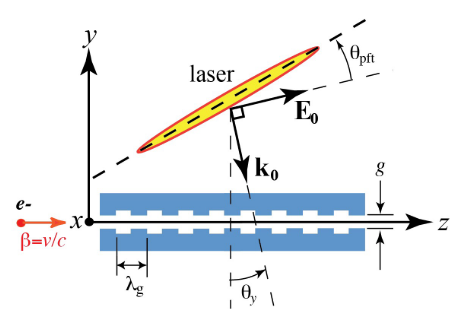 y
θpft
laser
E₀
k₀
g
e-
x
z
β=v/c
λg
θy